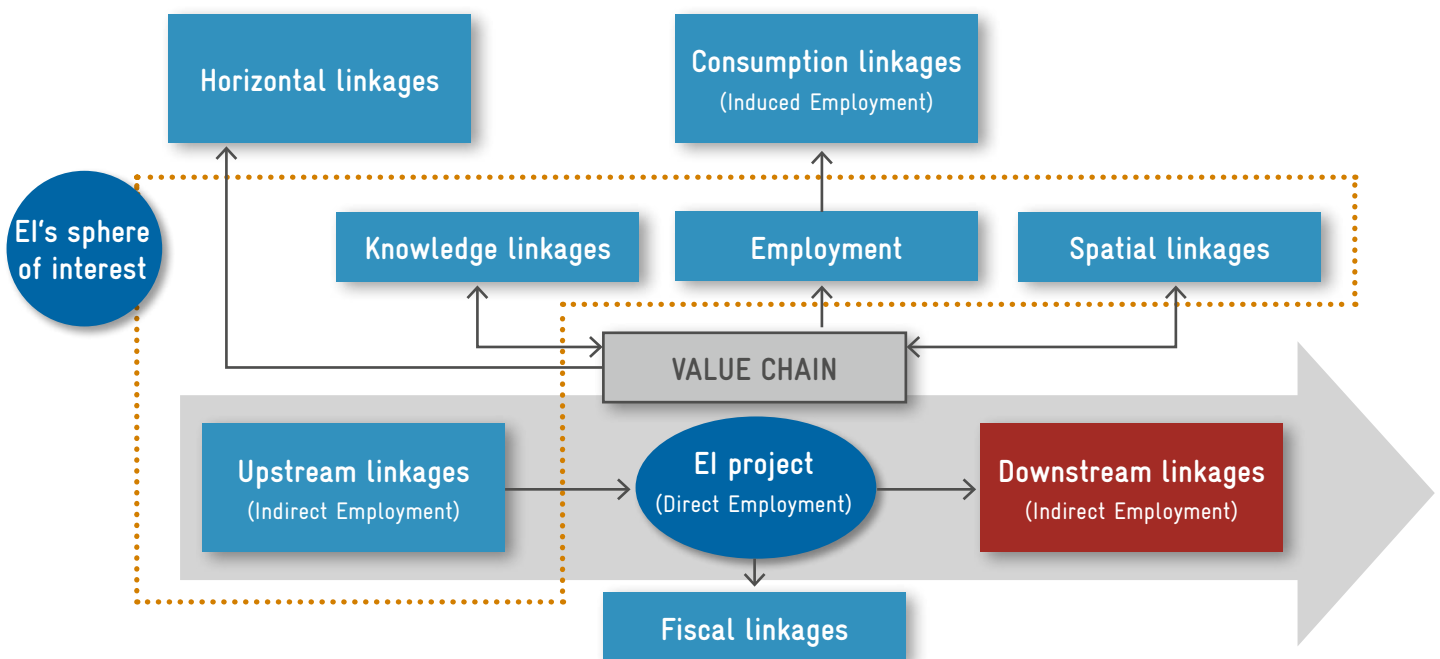 Horizontal linkages
Consumption linkages
(Induced Employment)
EI's sphere
of interest
Knowledge linkages
Employment
Spatial linkages
VALUE CHAIN
Upstream linkages
(Indirect Employment)
EI project
(Direct Employment)
Downstream linkages
(Indirect Employment)
Fiscal linkages